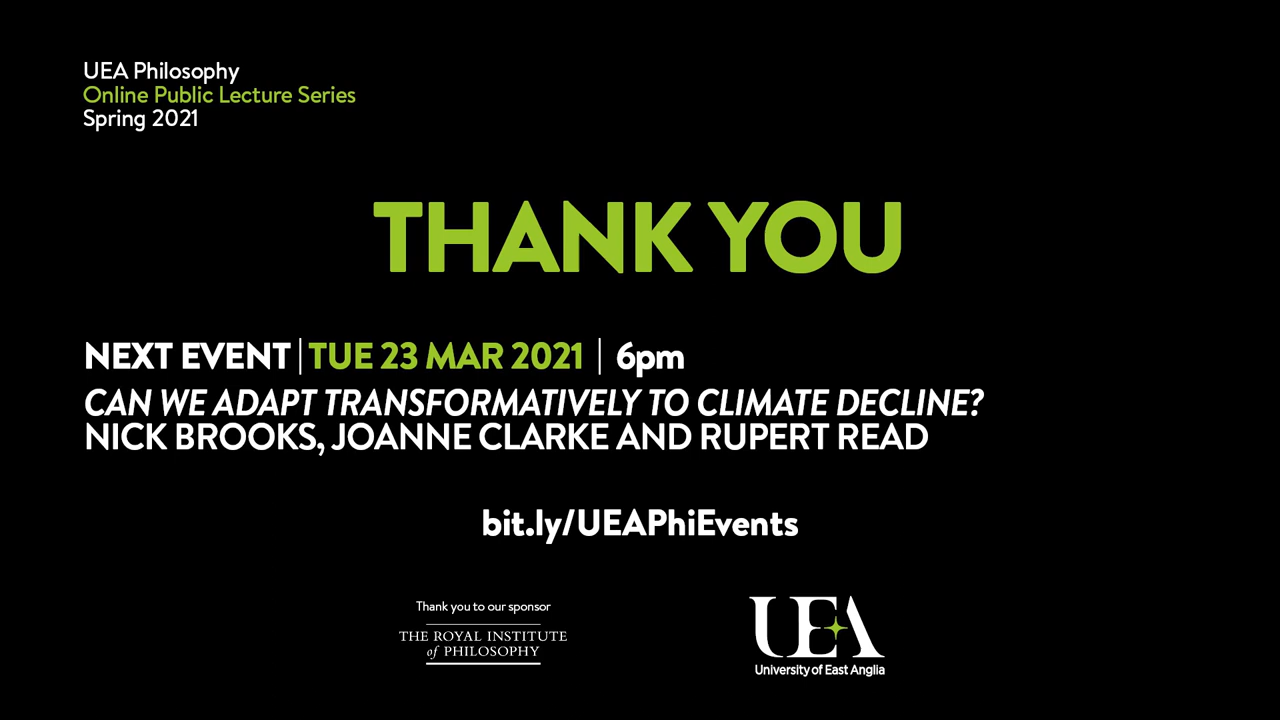 UEA Philosophy
Online Public Lecture Series
Spring 2021
THANK YOU
NEXT EVENT | TUE 23 MAR 2021 | 6pm
CAN WE ADAPT TRANSFORMATIVELY TO CLIMATE DECLINE?
NICK BROOKS, JOANNE CLARKE AND RUPERT READ
bit.ly/UEAPhiEvents
Thank you to our sponsor
THE ROYAL INSTITUTE
of PHILOSOPHY
UEA
University of East Anglia